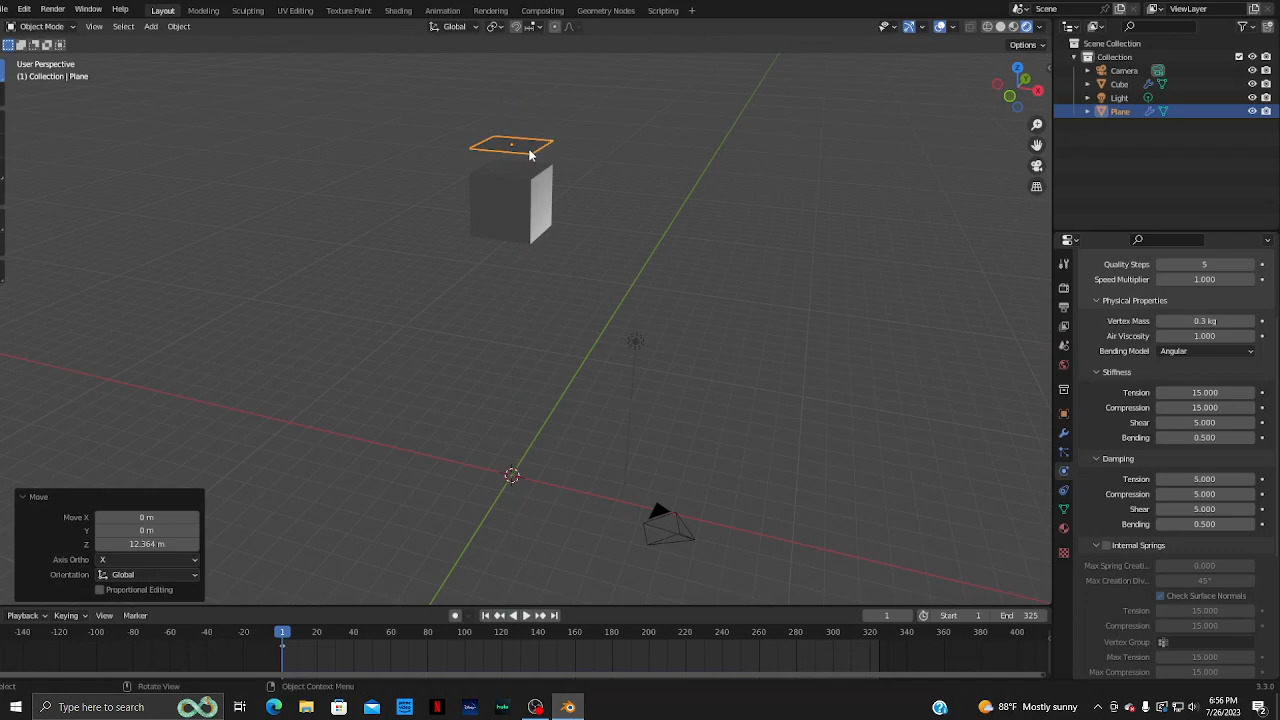 File Edit Render Window Help Layout Modeling Sculpting UV Editing Texture Paint Shading Animation Rendering Compositing Geometry Nodes Scripting + Scene ViewLayer
Object Mode View Select Add Object Global
Options
User Perspective
(1) Collection | Plane
Scene Collection
Collection
Camera
Cube
Light
Plane
Z
Y
X
Quality Steps 5
Speed Multiplier 1.000
Physical Properties
Vertex Mass 0.3 kg
Air Viscosity 1.000
Bending Model Angular
Stiffness
Tension 15.000
Compression 15.000
Shear 5.000
Bending 0.500
Damping
Tension 5.000
Compression 5.000
Shear 5.000
Bending 0.500
Internal Springs
Max Spring Creati... 0.000
Max Creation Div... 45°
Check Surface Normals
Tension 15.000
Compression 15.000
Vertex Group
Max Tension 15.000
Max Compression 15.000
Move
Move X 0 m
Y 0 m
Z 12.364 m
Axis Ortho X
Orientation Global
Proportional Editing
Playback Keying View Marker 1 Start 1 End 325
-140 -120 -100 -80 -60 -40 -20 1 20 40 60 80 100 120 140 160 180 200 220 240 260 280 300 320 340 360 380 400
elect Rotate View Object Context Menu 3.3.0
Type here to search hulu 88°F Mostly sunny 6:56 PM
7/26/2023